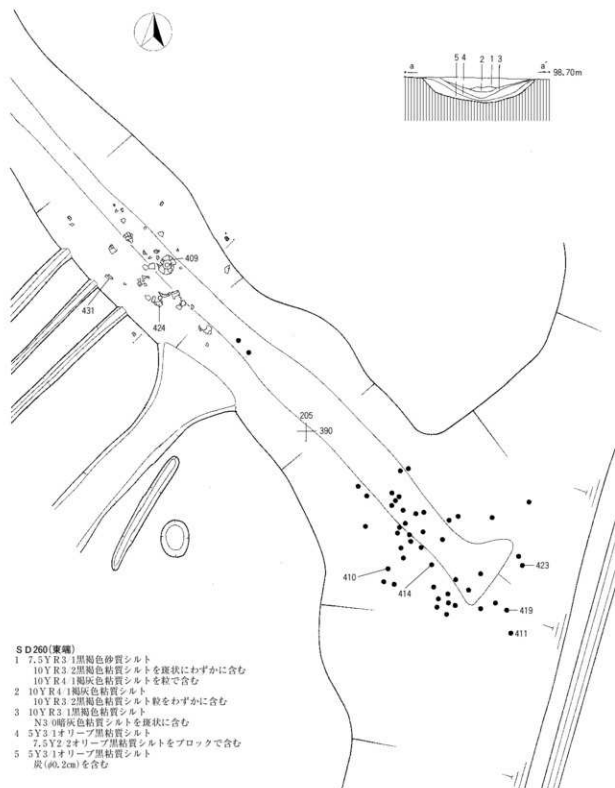 a 5 4 2 1 3 a'
98.70m
409
431
424
205
390
410
414
423
419
411
SD260(東端)
1 7.5YR3/1黒褐色砂質シルト
10YR3/2黒褐色粘質シルトを斑状にわずかに含む
10YR4/1褐灰色粘質シルトを粒で含む
2 10YR4/1褐灰色粘質シルト
10YR3/2黒褐色粘質シルト粒をわずかに含む
3 10YR3/1黒褐色粘質シルト
N3/0暗灰色粘質シルトを斑状に含む
4 5Y3/1オリーブ黒粘質シルト
7.5Y2/2オリーブ黒粘質シルトをブロックで含む
5 5Y3/1オリーブ黒粘質シルト
炭(φ0.2cm)を含む